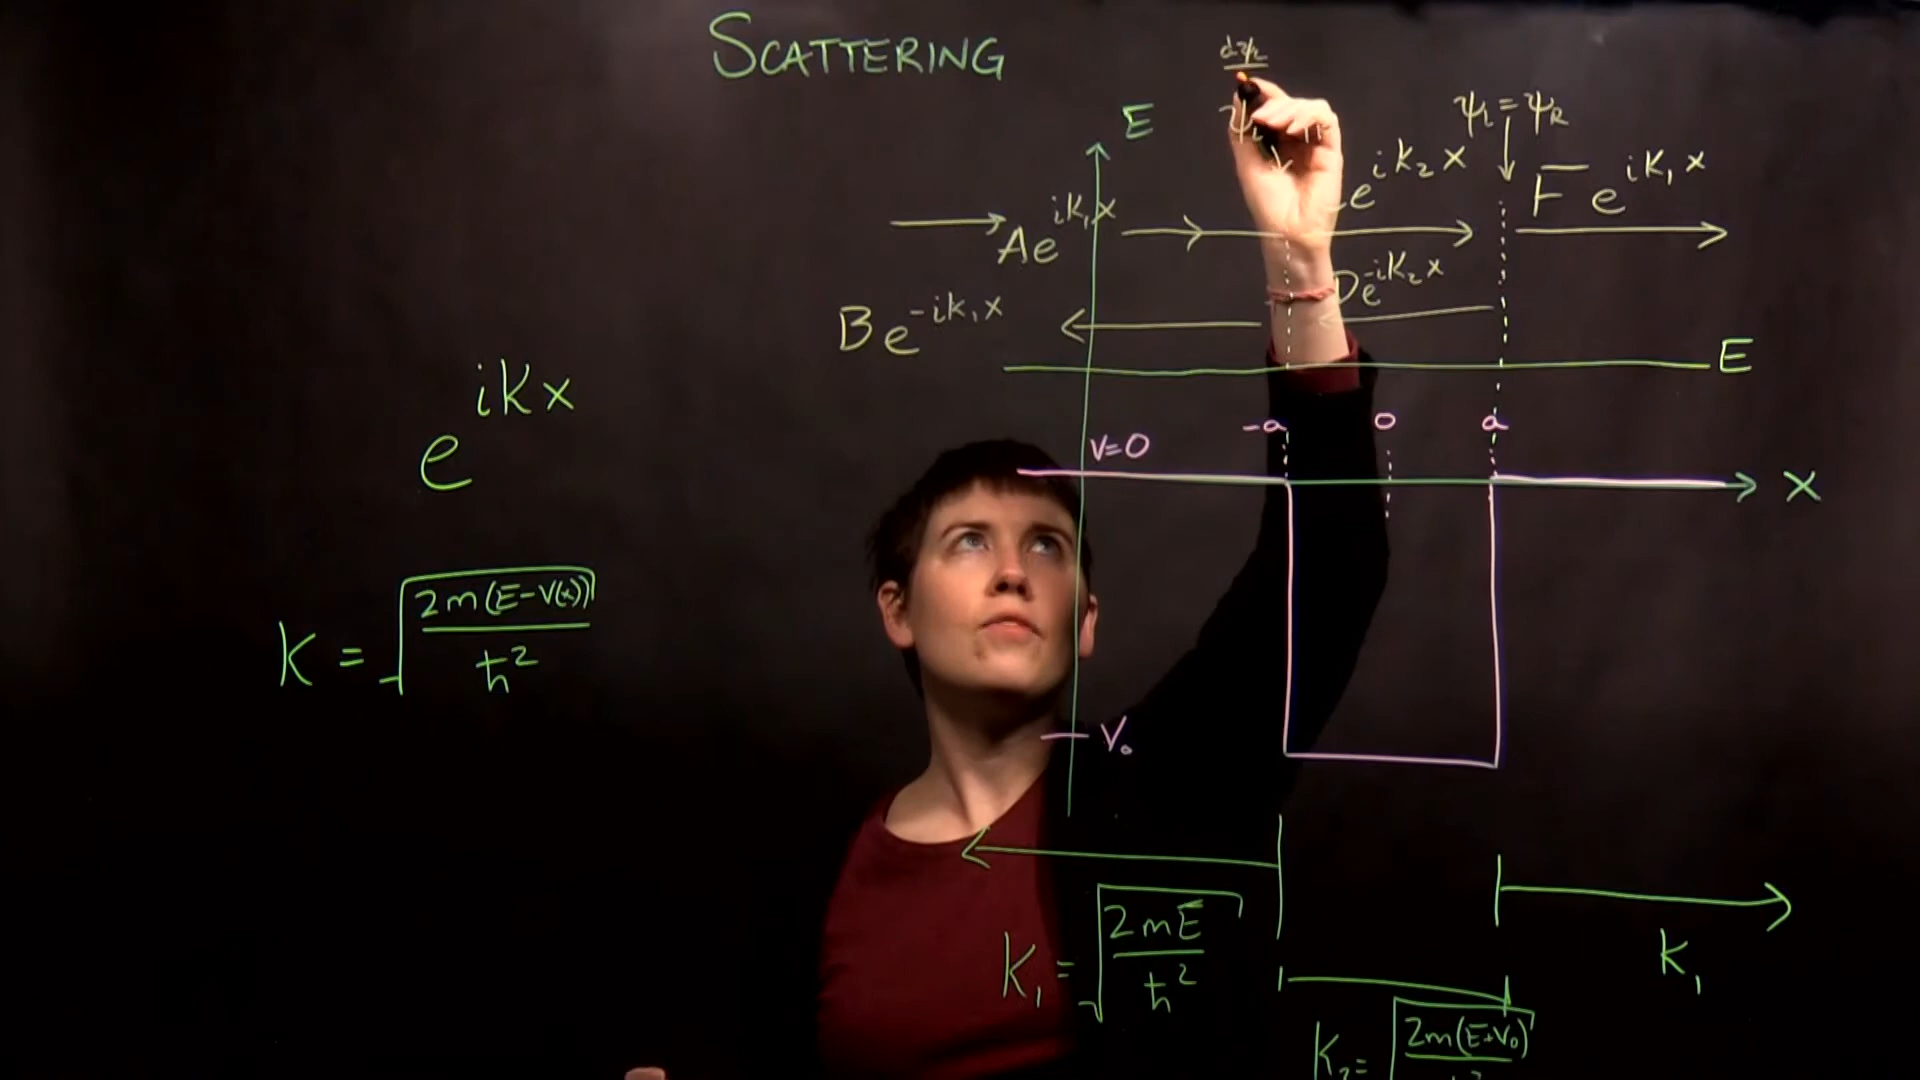 SCATTERING
dψL
E
ψL
ψL = ψR
Ae^{iK₁x}
e^{iK₂x}
F e^{iK₁x}
Be^{-iK₁x}
De^{-iK₂x}
E
e^{iKx}
-a
0
a
V=0
x
K = √(2m(E-V(x))/ħ²)
V₀
K₁ = √(2mE/ħ²)
K₁
K₂ = √(2m(E+V₀)